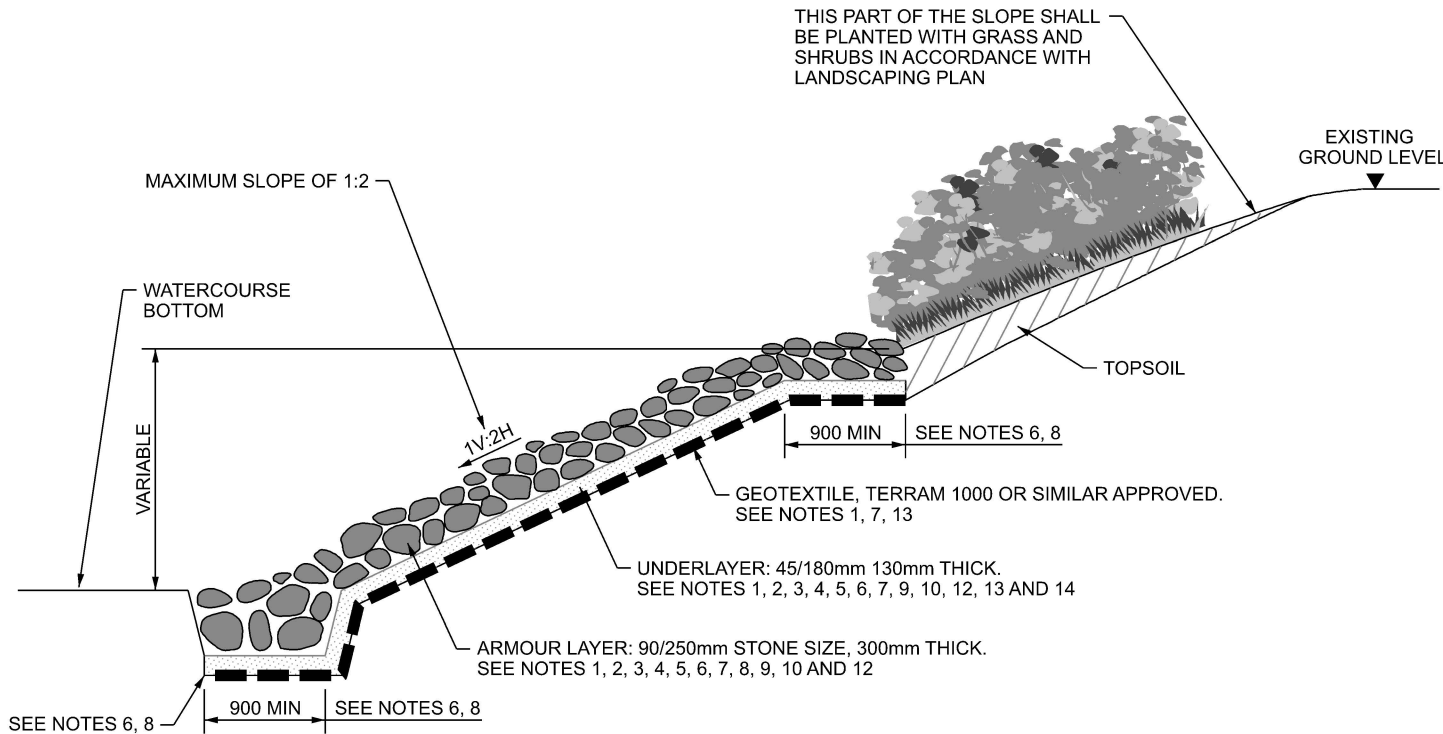 THIS PART OF THE SLOPE SHALL
BE PLANTED WITH GRASS AND
SHRUBS IN ACCORDANCE WITH
LANDSCAPING PLAN
EXISTING
GROUND LEVEL
MAXIMUM SLOPE OF 1:2
WATERCOURSE
BOTTOM
TOPSOIL
1V:2H
VARIABLE
900 MIN
SEE NOTES 6, 8
GEOTEXTILE, TERRAM 1000 OR SIMILAR APPROVED.
SEE NOTES 1, 7, 13
UNDERLAYER: 45/180mm 130mm THICK.
SEE NOTES 1, 2, 3, 4, 5, 6, 7, 9, 10, 12, 13 AND 14
ARMOUR LAYER: 90/250mm STONE SIZE, 300mm THICK.
SEE NOTES 1, 2, 3, 4, 5, 6, 7, 8, 9, 10 AND 12
SEE NOTES 6, 8
900 MIN
SEE NOTES 6, 8